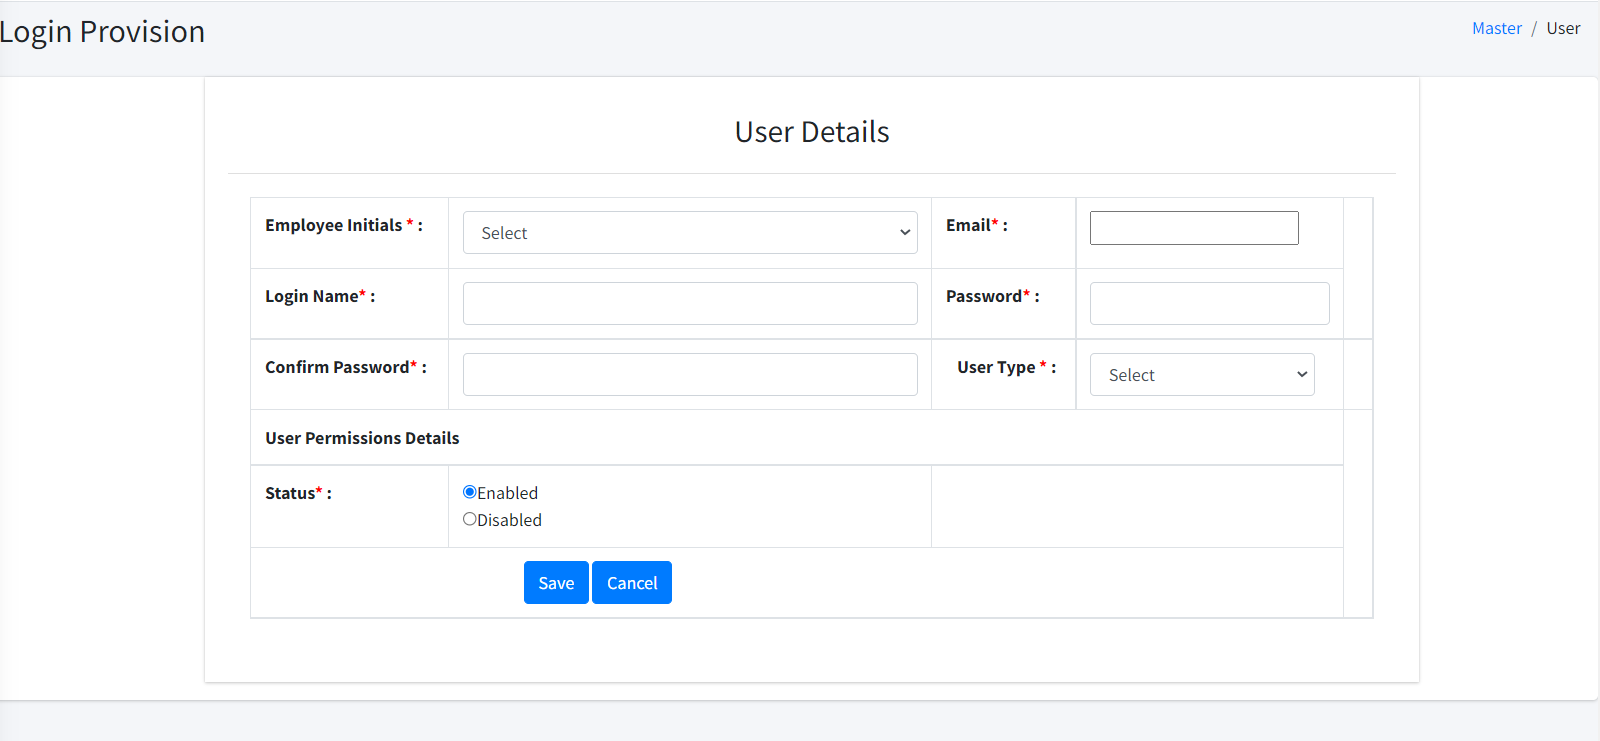 Login Provision
Master / User
User Details
Employee Initials * :
Select
Email* :
Login Name* :
Password* :
Confirm Password* :
User Type * :
Select
User Permissions Details
Status* :
Enabled
Disabled
Save
Cancel